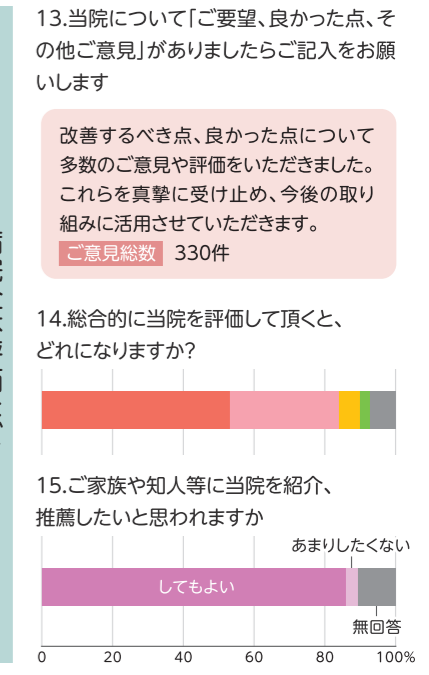 13.当院について「ご要望、良かった点、そ
の他ご意見」がありましたらご記入をお願
いします
改善するべき点、良かった点について
多数のご意見や評価をいただきました。
これらを真摯に受け止め、今後の取り
組みに活用させていただきます。
ご意見総数 330件
14.総合的に当院を評価して頂くと、
どれになりますか?
15.ご家族や知人等に当院を紹介、
推薦したいと思われますか
あまりしたくない
してもよい
無回答
0 20 40 60 80 100%